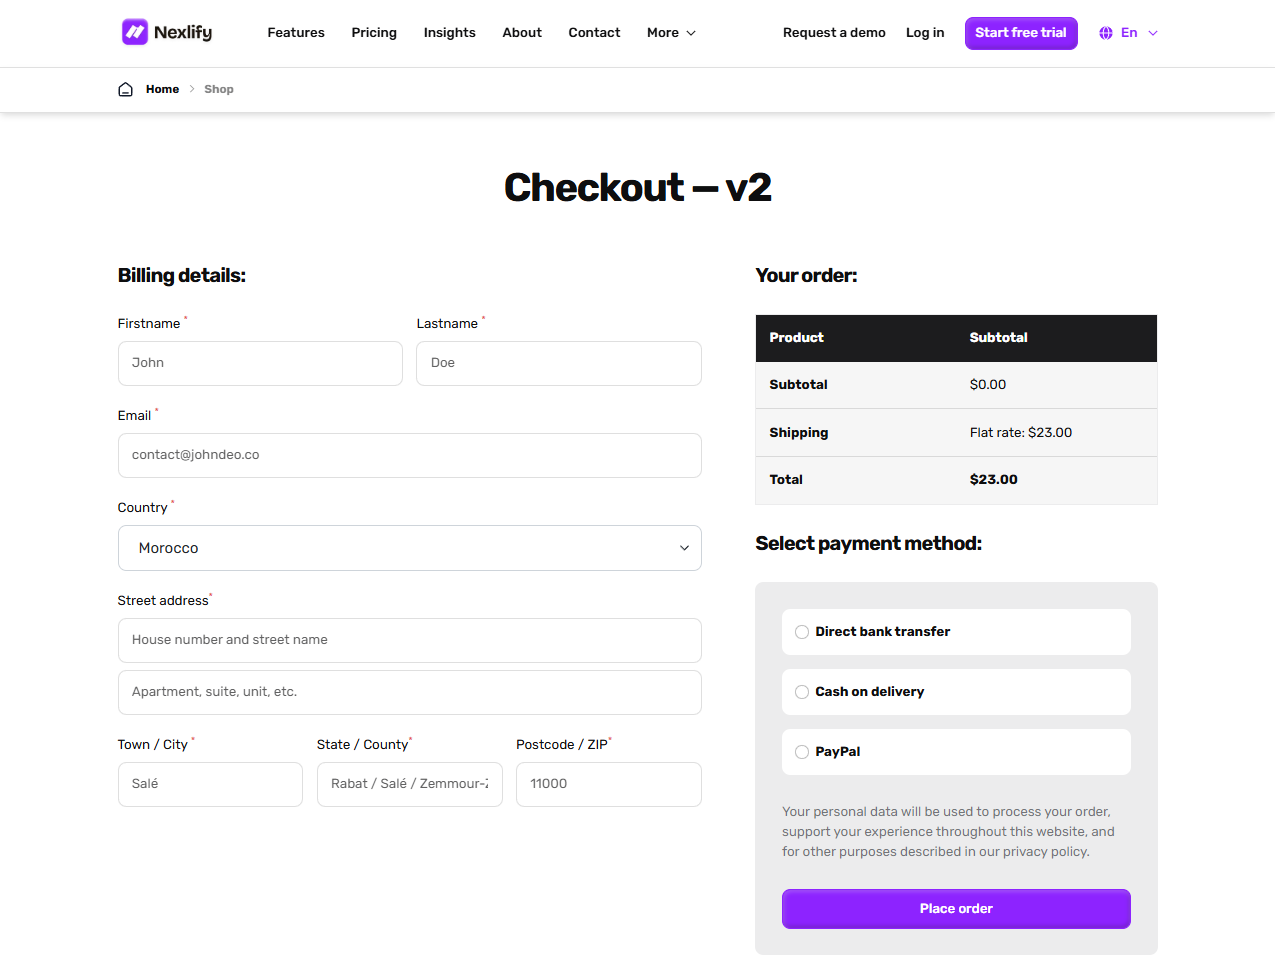 Nexlify Features Pricing Insights About Contact More Request a demo Log in Start free trial En
Home Shop
Checkout – v2
Billing details:
Firstname * Lastname *
John Doe
Email *
contact@johndeo.co
Country *
Morocco
Street address*
House number and street name
Apartment, suite, unit, etc.
Town / City * State / County* Postcode / ZIP*
Salé Rabat / Salé / Zemmour- 11000
Your order:
Product Subtotal
Subtotal $0.00
Shipping Flat rate: $23.00
Total $23.00
Select payment method:
Direct bank transfer
Cash on delivery
PayPal
Your personal data will be used to process your order,
support your experience throughout this website, and
for other purposes described in our privacy policy.
Place order